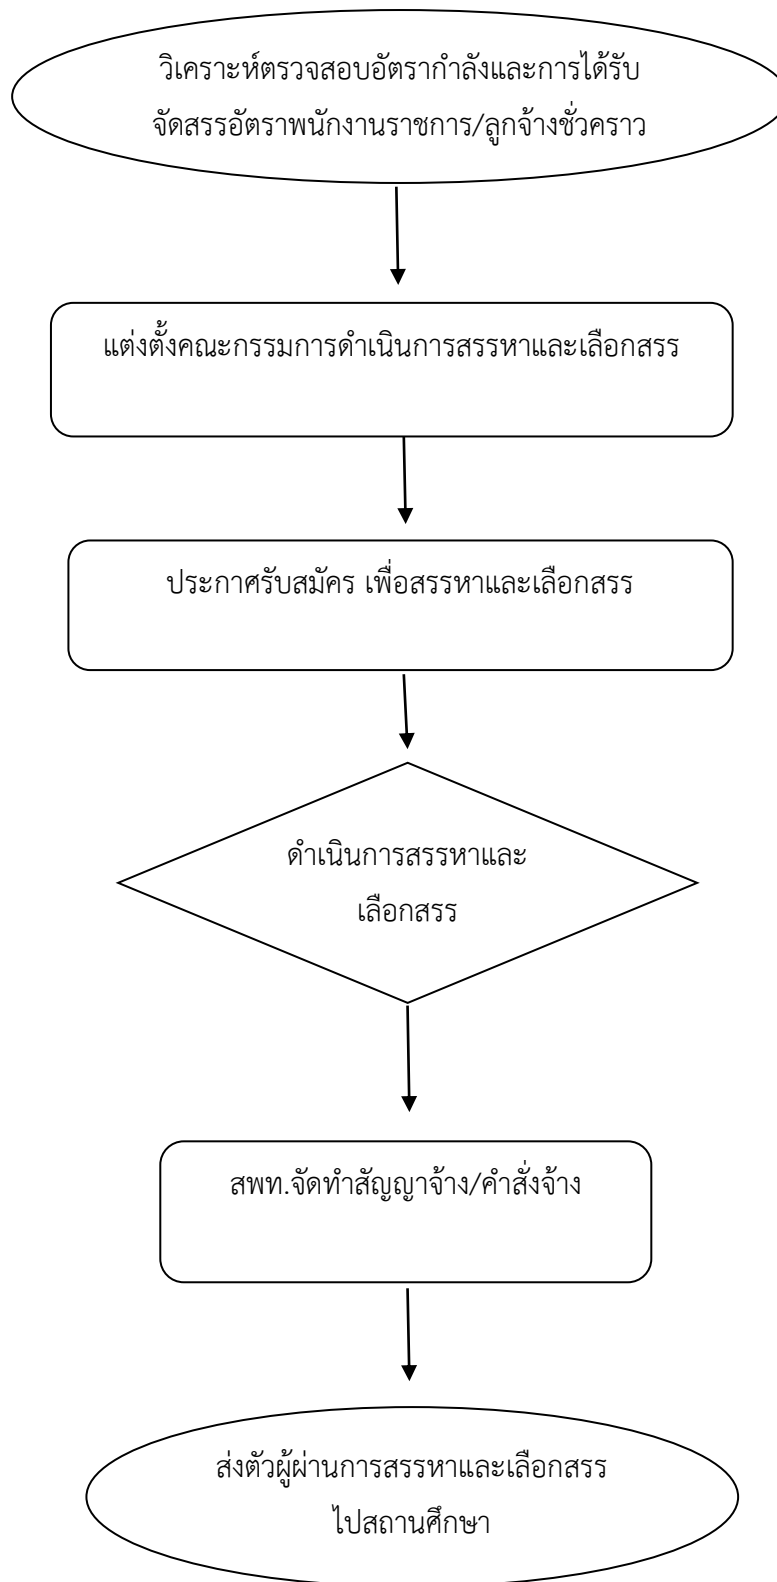 วิเคราะห์ตรวจสอบอัตรากำลังและการได้รับ
จัดสรรอัตราพนักงานราชการ/ลูกจ้างชั่วคราว
แต่งตั้งคณะกรรมการดำเนินการสรรหาและเลือกสรร
ประกาศรับสมัคร เพื่อสรรหาและเลือกสรร
ดำเนินการสรรหาและ
เลือกสรร
สพท.จัดทำสัญญาจ้าง/คำสั่งจ้าง
ส่งตัวผู้ผ่านการสรรหาและเลือกสรร
ไปสถานศึกษา